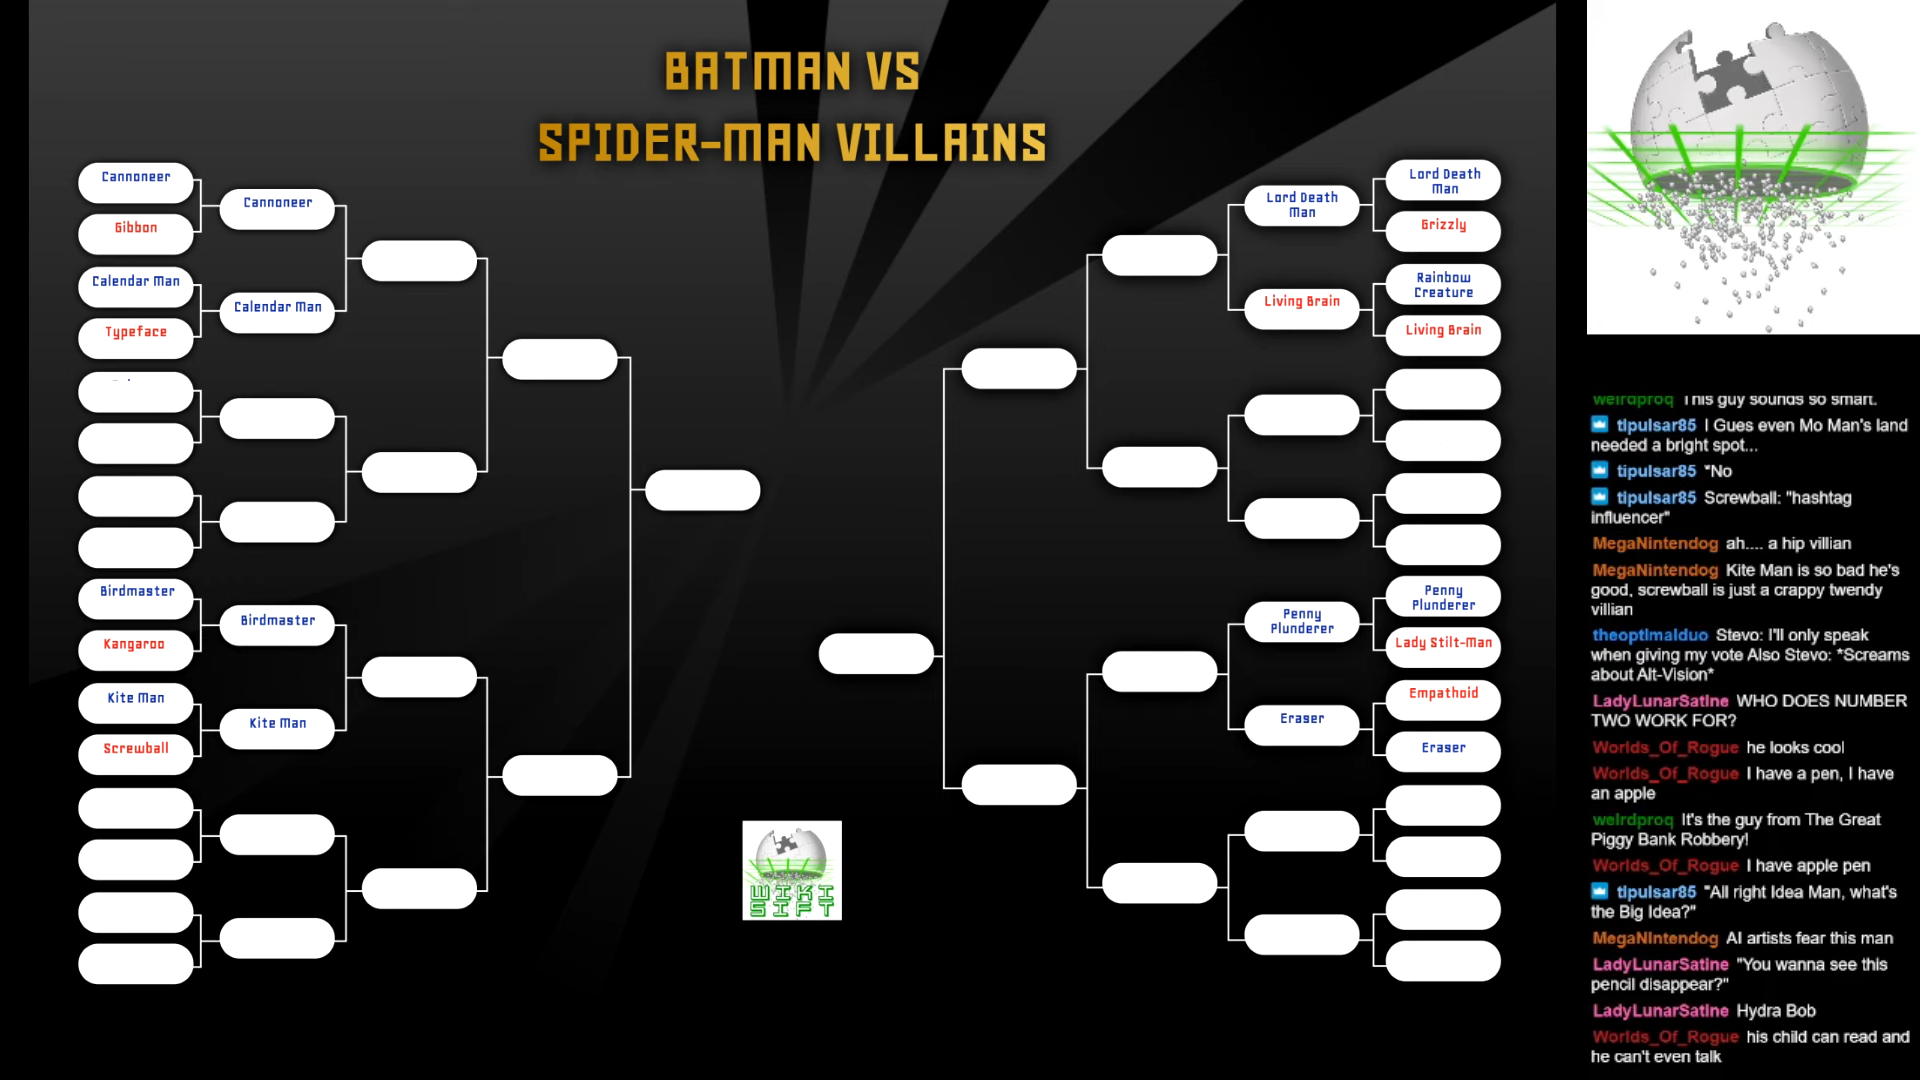 BATMAN VS
SPIDER-MAN VILLAINS
Cannoneer
Gibbon
Cannoneer
Calendar Man
Typeface
Calendar Man
Birdmaster
Kangaroo
Birdmaster
Kite Man
Screwball
Kite Man
Lord Death
Man
Living Brain
Penny
Plunderer
Eraser
Lord Death
Man
Grizzly
Rainbow
Creature
Living Brain
Penny
Plunderer
Lady Stilt-Man
Empathoid
Eraser
WIKI
SIFT
weirdproq This guy sounds so smart.
tipulsar85 I Gues even Mo Man's land
needed a bright spot...
tipulsar85 "No
tipulsar85 Screwball: "hashtag
influencer"
MegaNintendog ah.... a hip villian
MegaNintendog Kite Man is so bad he's
good, screwball is just a crappy twendy
villian
theoptimalduo Stevo: I'll only speak
when giving my vote Also Stevo: *Screams
about Alt-Vision*
LadyLunarSatine WHO DOES NUMBER
TWO WORK FOR?
Worlds_Of_Rogue he looks cool
Worlds_Of_Rogue I have a pen, I have
an apple
weirdproq It's the guy from The Great
Piggy Bank Robbery!
Worlds_Of_Rogue I have apple pen
tipulsar85 "All right Idea Man, what's
the Big Idea?"
MegaNintendog AI artists fear this man
LadyLunarSatine "You wanna see this
pencil disappear?"
LadyLunarSatine Hydra Bob
Worlds_Of_Rogue his child can read and
he can't even talk